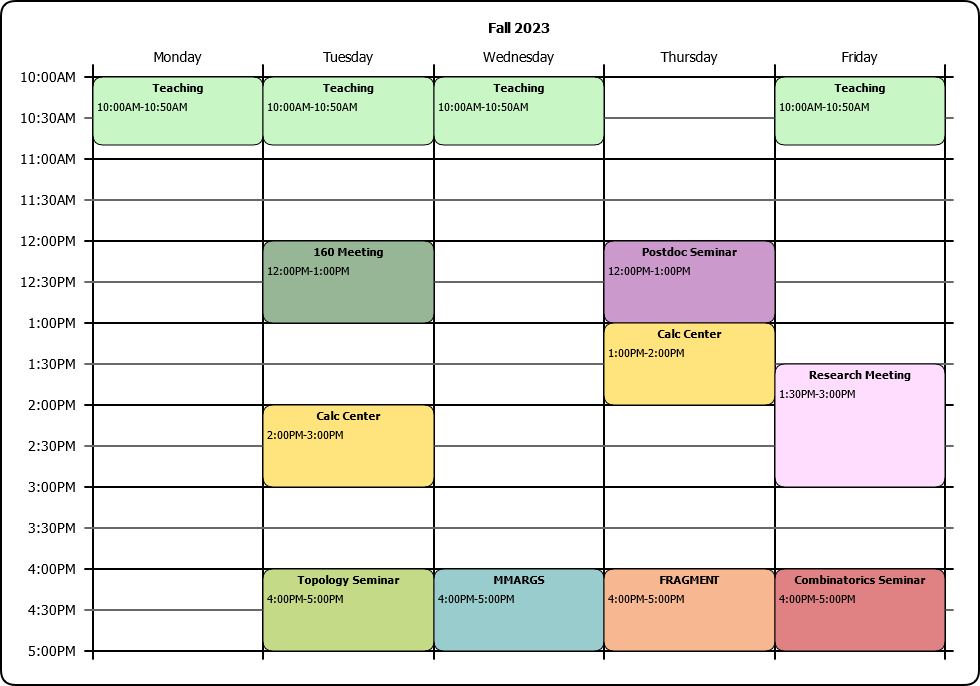 Fall 2023
Monday Tuesday Wednesday Thursday Friday
10:00AM
Teaching Teaching Teaching Teaching
10:00AM-10:50AM 10:00AM-10:50AM 10:00AM-10:50AM 10:00AM-10:50AM
10:30AM
11:00AM
11:30AM
12:00PM
160 Meeting Postdoc Seminar
12:00PM-1:00PM 12:00PM-1:00PM
12:30PM
1:00PM
Calc Center
1:00PM-2:00PM
1:30PM
Research Meeting
1:30PM-3:00PM
2:00PM
Calc Center
2:00PM-3:00PM
2:30PM
3:00PM
3:30PM
4:00PM
Topology Seminar MMARGS FRAGMENT Combinatorics Seminar
4:00PM-5:00PM 4:00PM-5:00PM 4:00PM-5:00PM 4:00PM-5:00PM
4:30PM
5:00PM